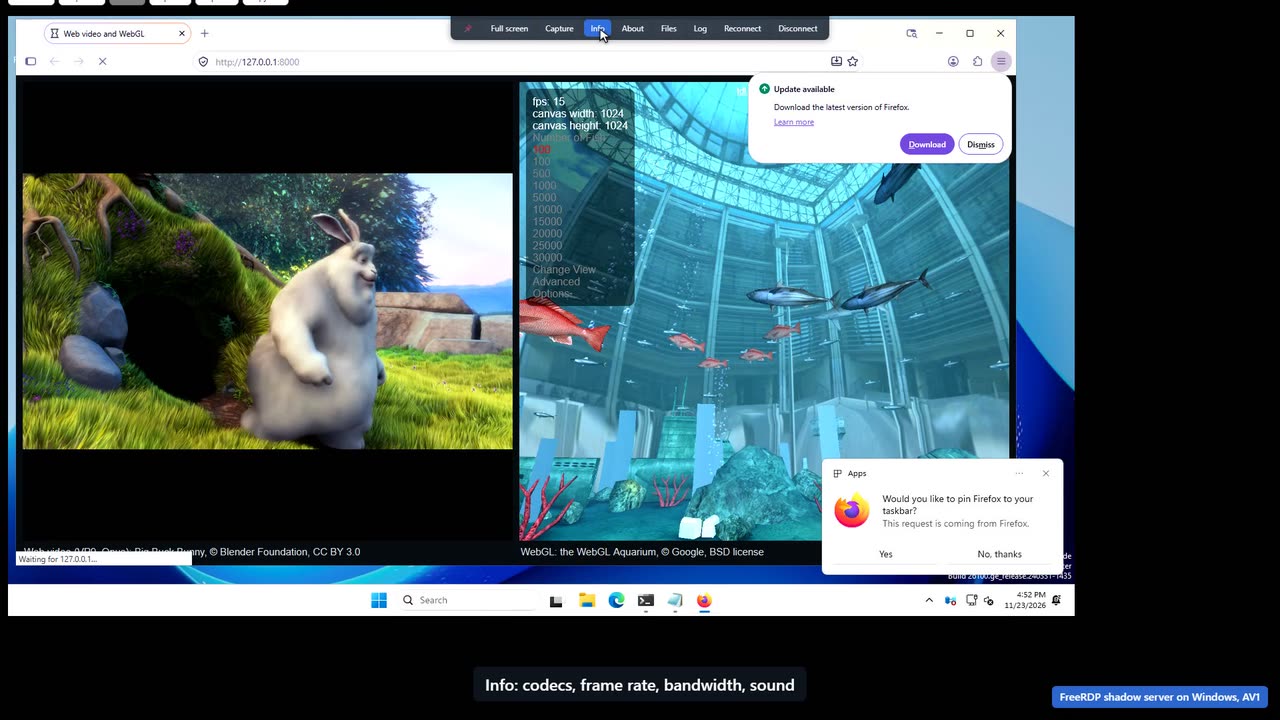 Full screen
Capture
Info
About
Files
Log
Reconnect
Disconnect
Web video and WebGL
http://127.0.0.1:8000
Update available
Download the latest version of Firefox.
Learn more
Download
Dismiss
fps: 15
canvas width: 1024
canvas height: 1024
100
500
1000
5000
10000
15000
20000
25000
30000
Change View
Advanced
Options
Apps
Would you like to pin Firefox to your
taskbar?
This request is coming from Firefox.
Yes
No, thanks
Bunny, © Blender Foundation, CC BY 3.0
WebGL: the WebGL Aquarium, © Google, BSD license
Waiting for 127.0.0.1...
Search
4:52 PM
11/23/2026
Info: codecs, frame rate, bandwidth, sound
FreeRDP shadow server on Windows, AV1